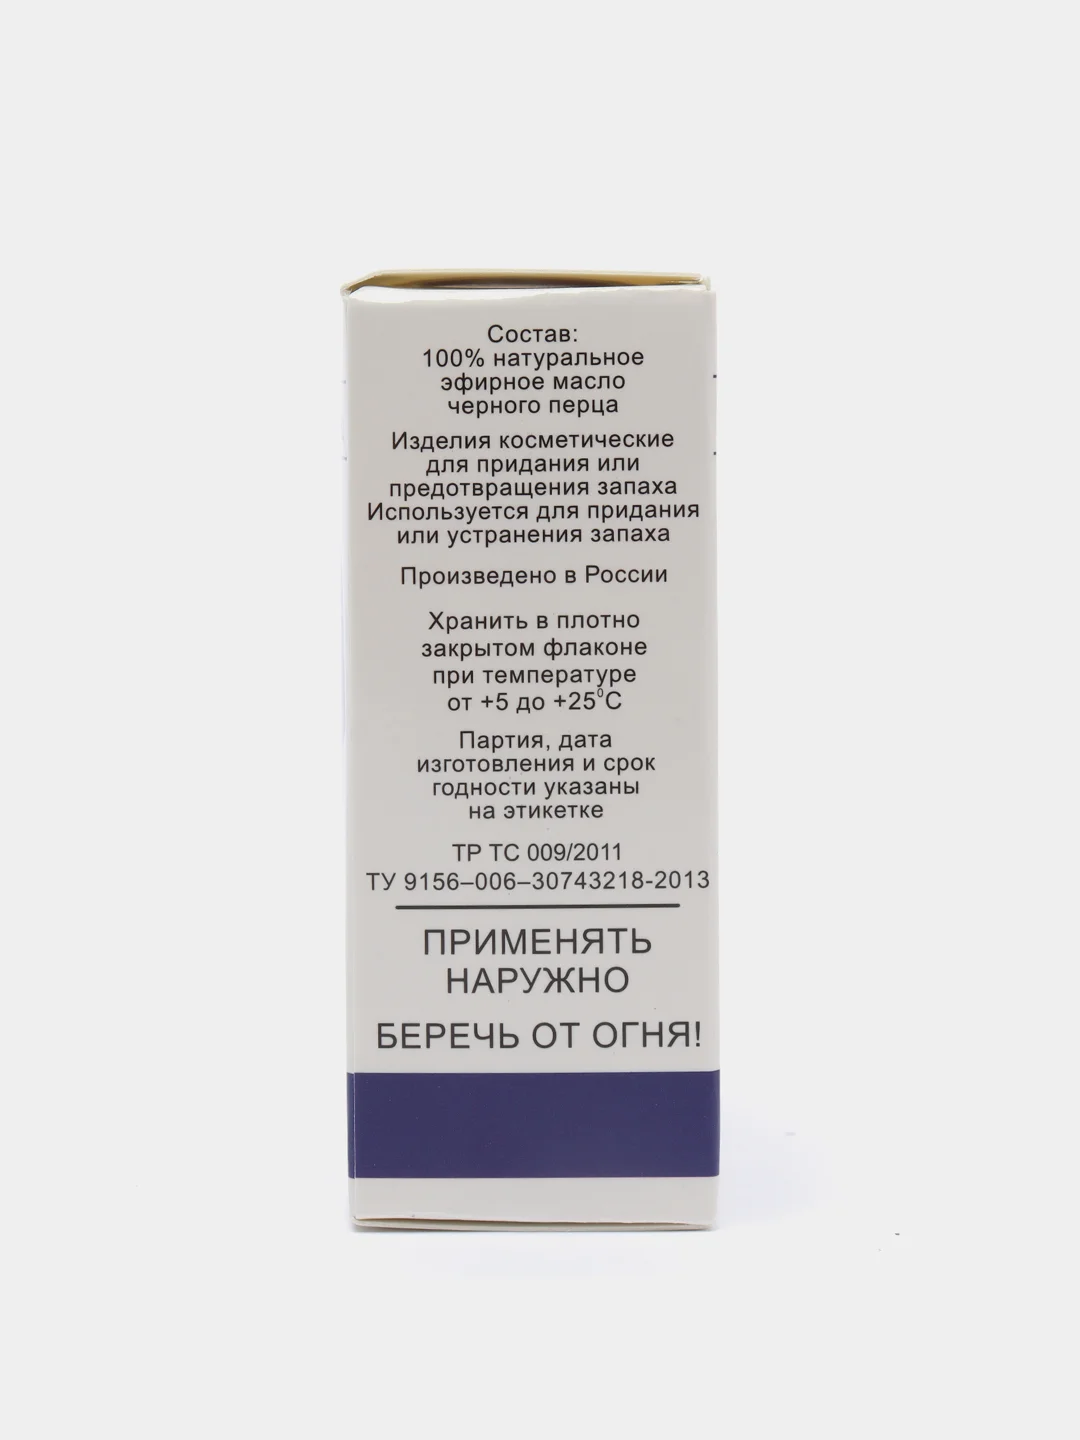 Состав:
100% натуральное
эфирное масло
черного перца
Изделия косметические
для придания или
предотвращения запаха
Используется для придания
или устранения запаха
Произведено в России
Хранить в плотно
закрытом флаконе
при температуре
от +5 до +25⁰С
Партия, дата
изготовления и срок
годности указаны
на этикетке
ТР ТС 009/2011
ТУ 9156–006–30743218-2013
ПРИМЕНЯТЬ
НАРУЖНО
БЕРЕЧЬ ОТ ОГНЯ!